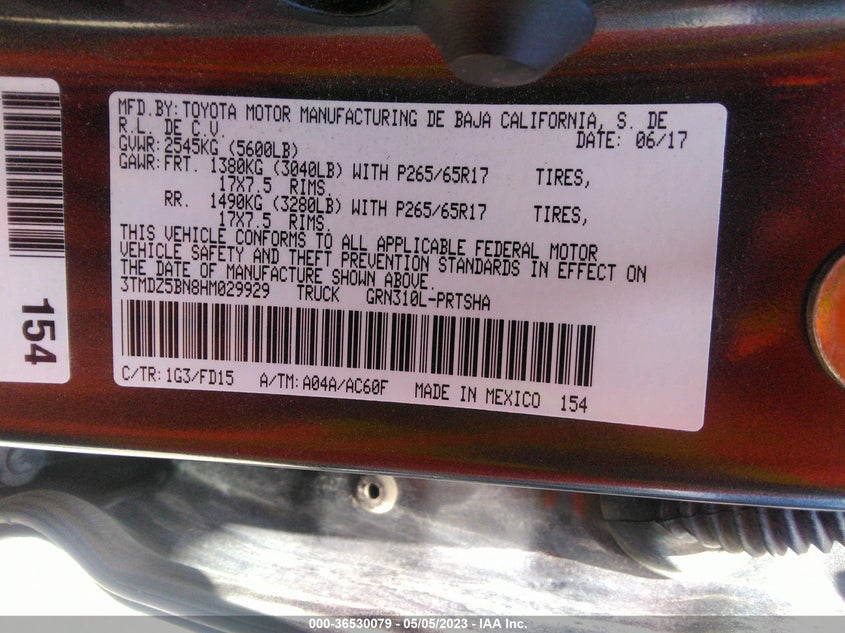 MFD.BY:TOYOTA MOTOR MANUFACTURING DE BAJA CALIFORNIA, S. DE
R.L. DE C.V. DATE: 06/17
GVWR:2545KG (5600LB)
GAWR:FRT. 1380KG (3040LB) WITH P265/65R17 TIRES,
17X7.5 RIMS.
RR. 1490KG (3280LB) WITH P265/65R17 TIRES,
17X7.5 RIMS.
THIS VEHICLE CONFORMS TO ALL APPLICABLE FEDERAL MOTOR
VEHICLE SAFETY AND THEFT PREVENTION STANDARDS IN EFFECT ON
THE DATE OF MANUFACTURE SHOWN ABOVE.
3TMDZ5BN8HM029929 TRUCK GRN310L-PRTSHA
C/TR:1G3/FD15 A/TM:A04A/AC60F MADE IN MEXICO 154
154
000-36530079 - 05/05/2023 - IAA Inc.